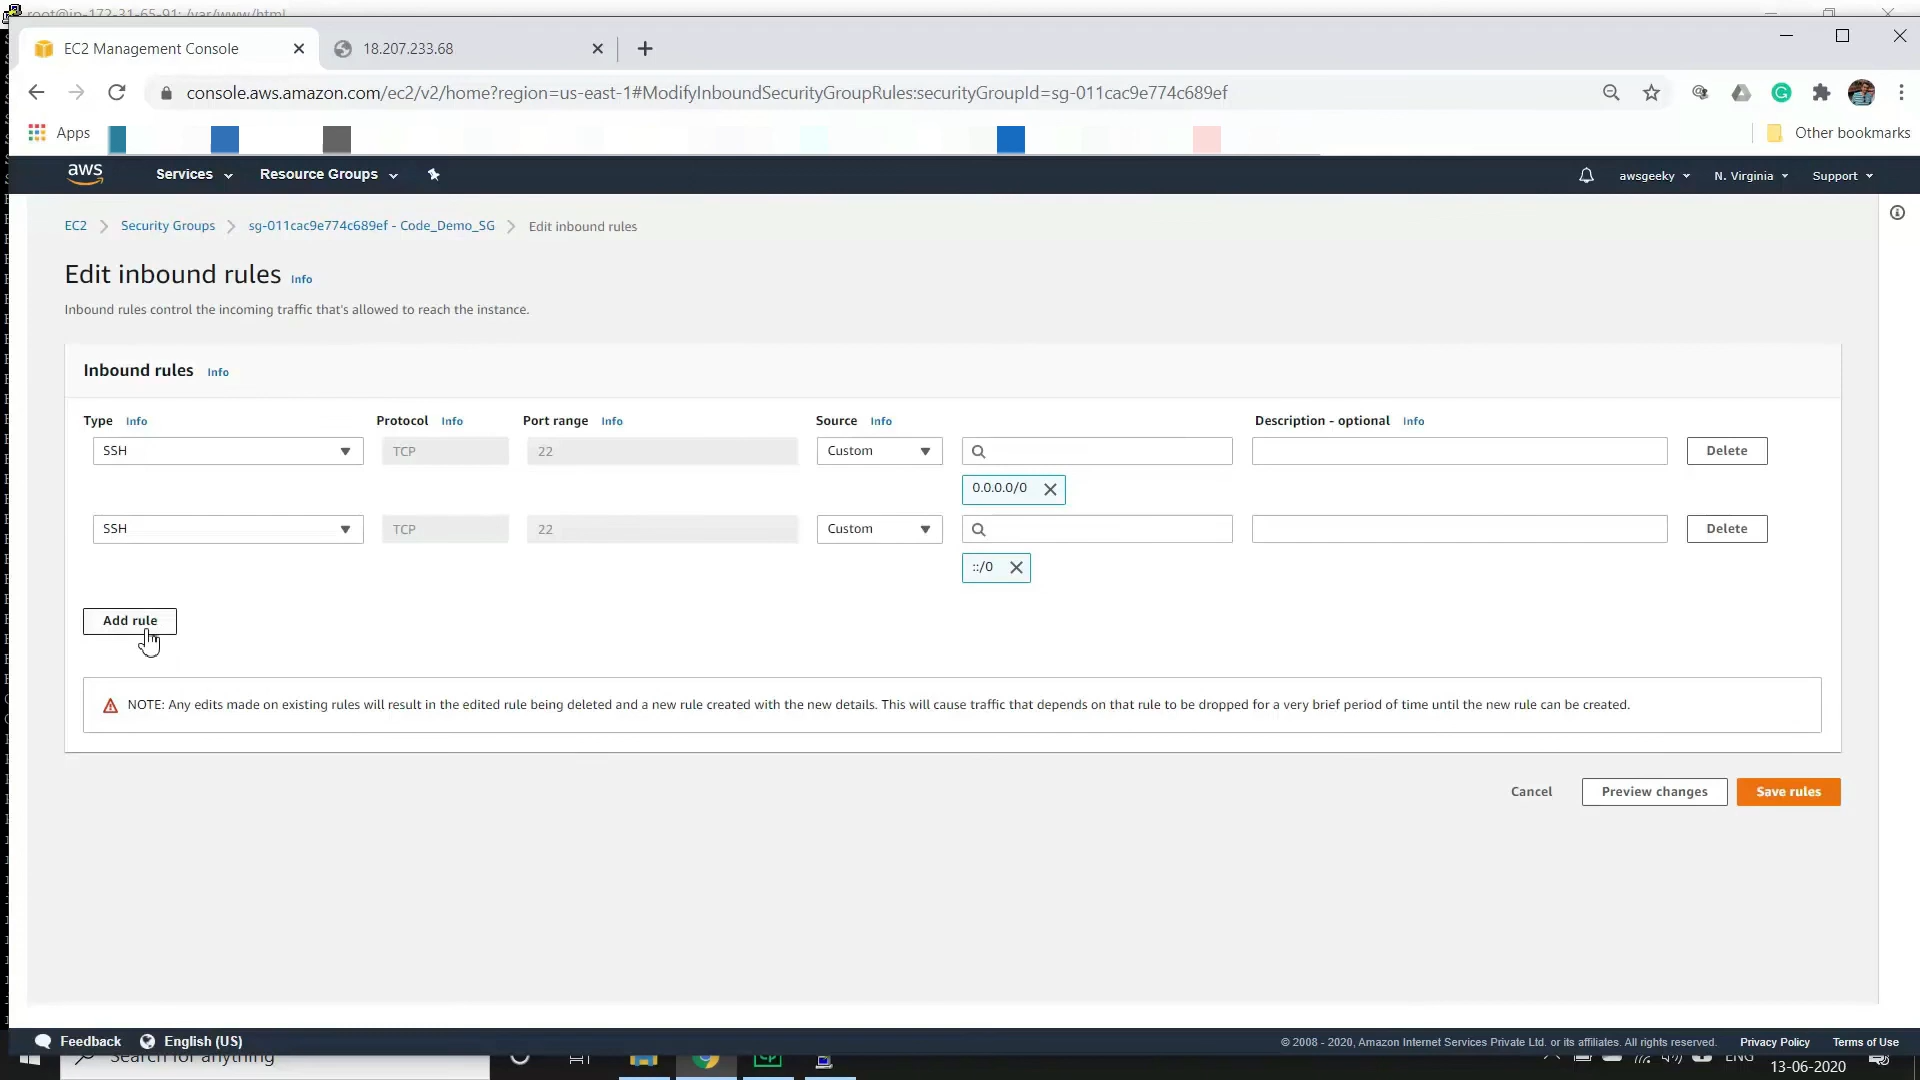 root@ip-172-31-65-91: /var/www/html
EC2 Management Console
18.207.233.68
console.aws.amazon.com/ec2/v2/home?region=us-east-1#ModifyInboundSecurityGroupRules:securityGroupId=sg-011cac9e774c689ef
Apps
Other bookmarks
aws
Services
Resource Groups
awsgeeky
N. Virginia
Support
EC2
Security Groups
sg-011cac9e774c689ef - Code_Demo_SG
Edit inbound rules
Edit inbound rules Info
Inbound rules control the incoming traffic that's allowed to reach the instance.
Inbound rules Info
Type Info Protocol Info Port range Info Source Info Description - optional Info
SSH TCP 22 Custom Delete
0.0.0.0/0
SSH TCP 22 Custom Delete
::/0
Add rule
NOTE: Any edits made on existing rules will result in the edited rule being deleted and a new rule created with the new details. This will cause traffic that depends on that rule to be dropped for a very brief period of time until the new rule can be created.
Cancel Preview changes Save rules
Feedback English (US)
© 2008 - 2020, Amazon Internet Services Private Ltd. or its affiliates. All rights reserved. Privacy Policy Terms of Use
Search for anything
ENG
13-06-2020